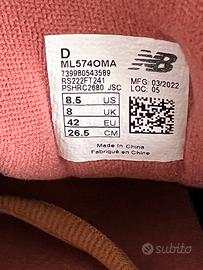 D
ML574OMA
739980543589
RS222FT241
PSHRC2680 JSC
NB
MFG: 03/2022
LOC: 05
8.5 US
8 UK
42 EU
26.5 CM
Made in China
Fabriqué en Chine
subito